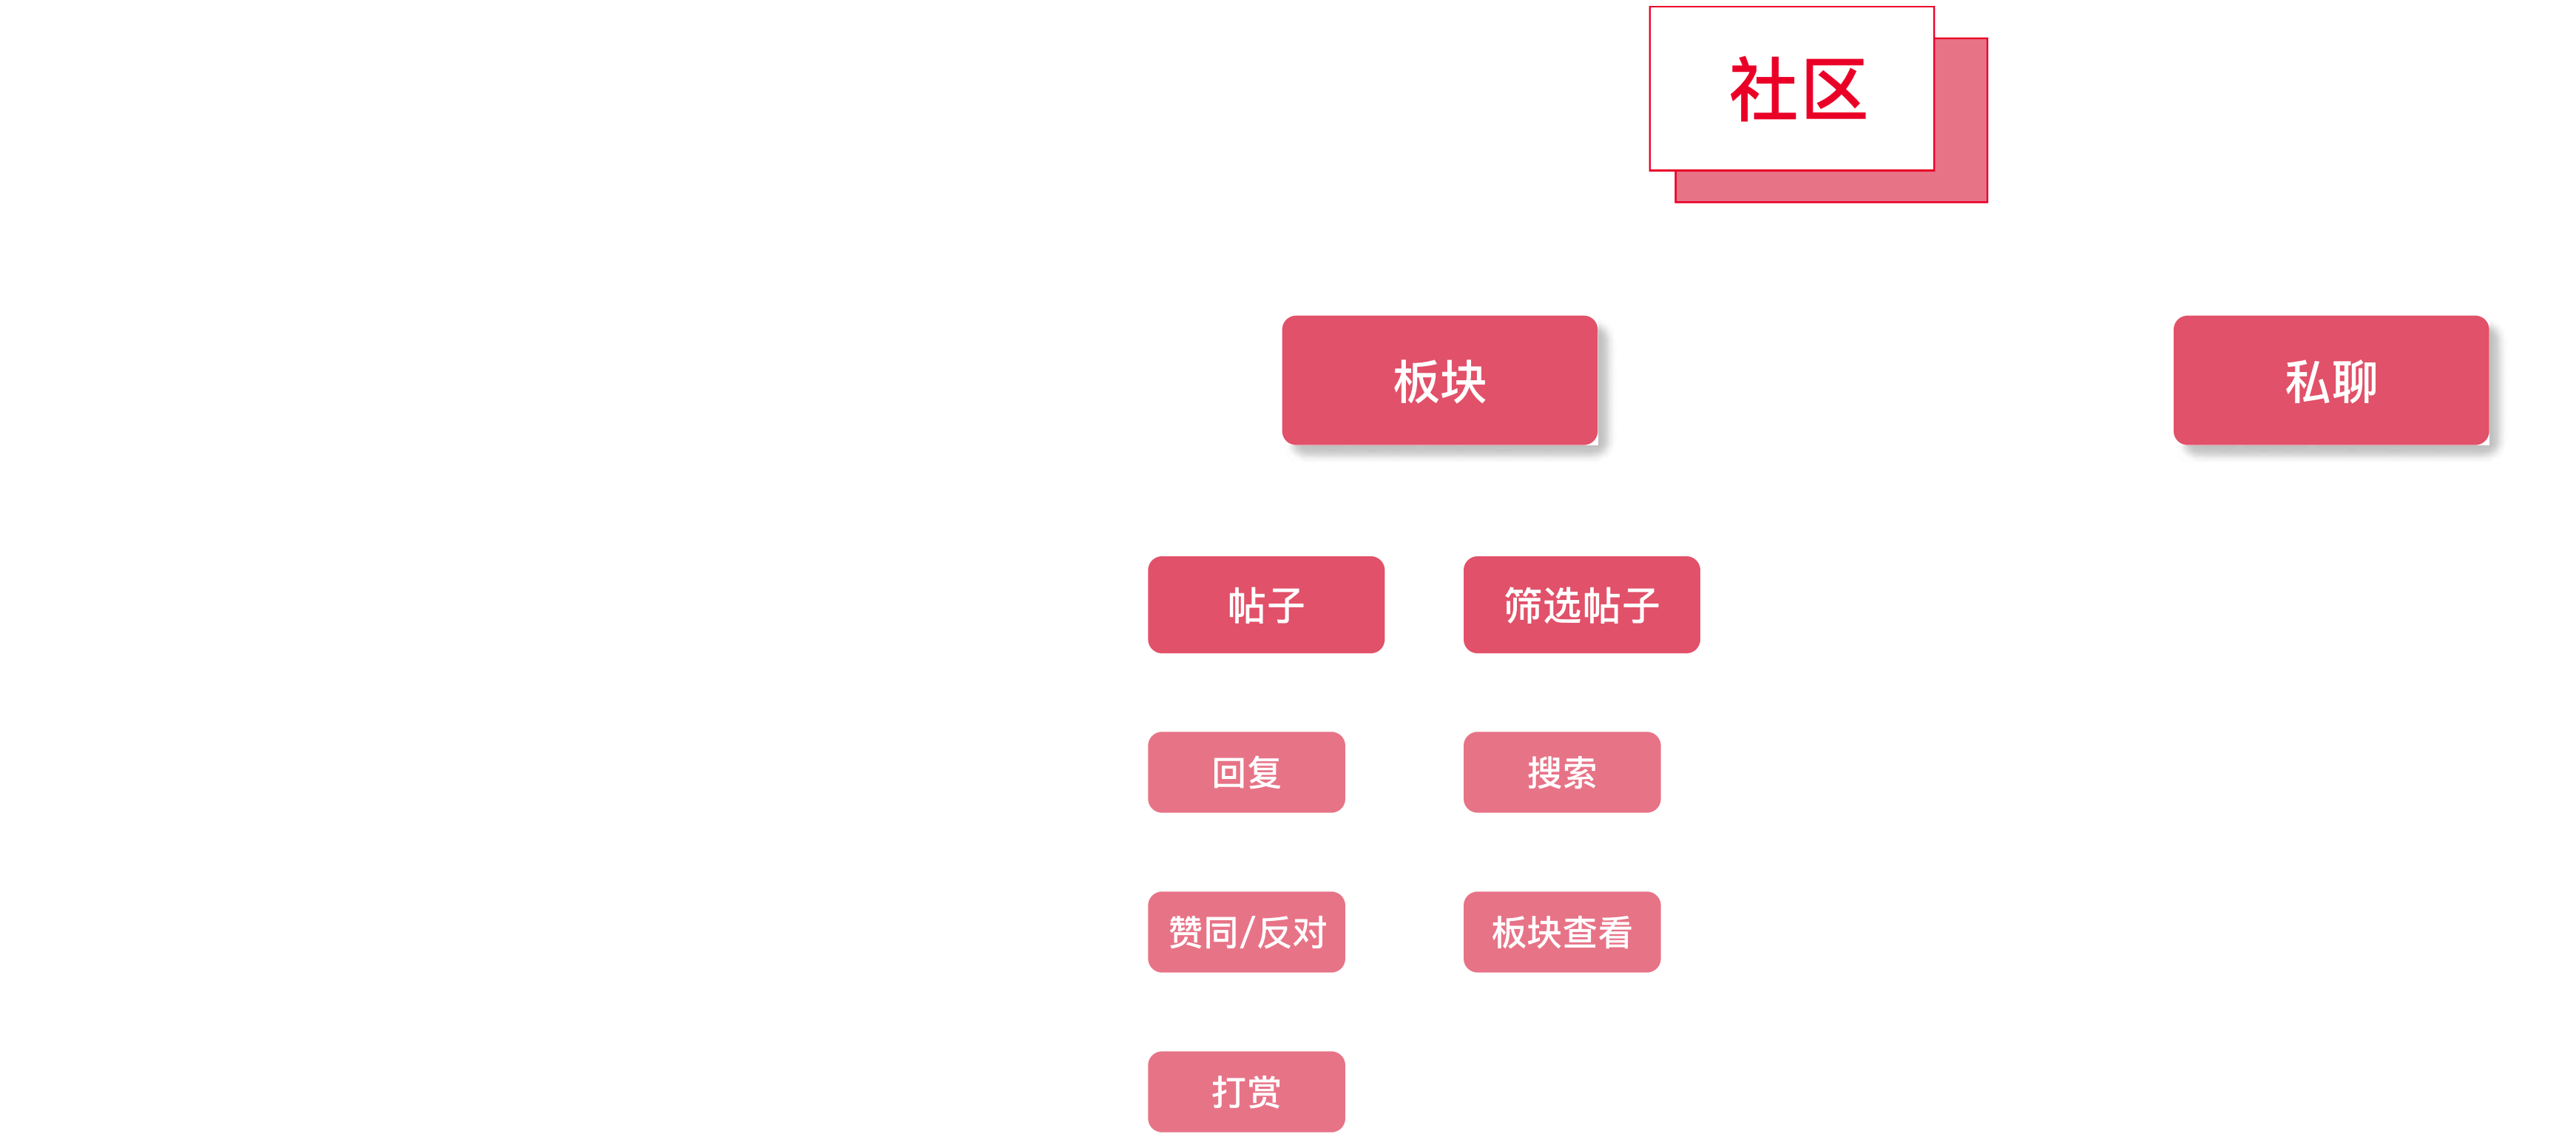 社区
板块
私聊
帖子
筛选帖子
回复
搜索
赞同/反对
板块查看
打赏